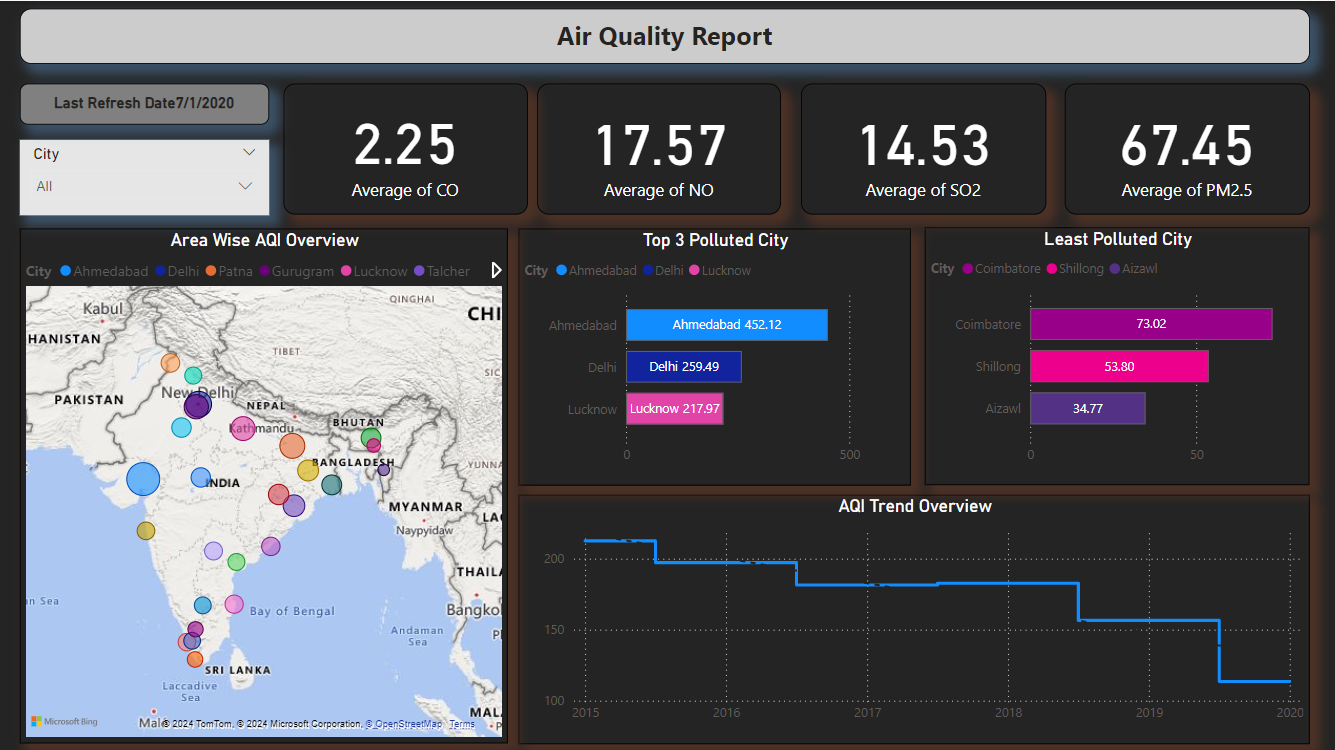 Air Quality Report
Last Refresh Date7/1/2020
City
All
2.25
Average of CO
17.57
Average of NO
14.53
Average of SO2
67.45
Average of PM2.5
Area Wise AQI Overview
City Ahmedabad Delhi Patna Gurugram Lucknow Talcher
QINGHAI
Kabul
CHI
HANISTAN
TIBET
SIC
New Delhi
PAKISTAN
NEPAL
Kathmandu
BHUTAN
BANGLADESH
YUNNA
INDIA
MYANMAR
LAO
Naypyidaw
THAILA
an Sea
Bay of Bengal
Bangko
Andaman
Sea
PI
SRI LANKA
Laccadive
Sea
MAL
Microsoft Bing
Male
© 2024 TomTom, © 2024 Microsoft Corporation, © OpenStreetMap Terms
Top 3 Polluted City
City Ahmedabad Delhi Lucknow
Ahmedabad
Ahmedabad 452.12
Delhi
Delhi 259.49
Lucknow
Lucknow 217.97
0
500
Least Polluted City
City Coimbatore Shillong Aizawl
Coimbatore
73.02
Shillong
53.80
Aizawl
34.77
0
50
AQI Trend Overview
200
150
100
2015
2016
2017
2018
2019
2020